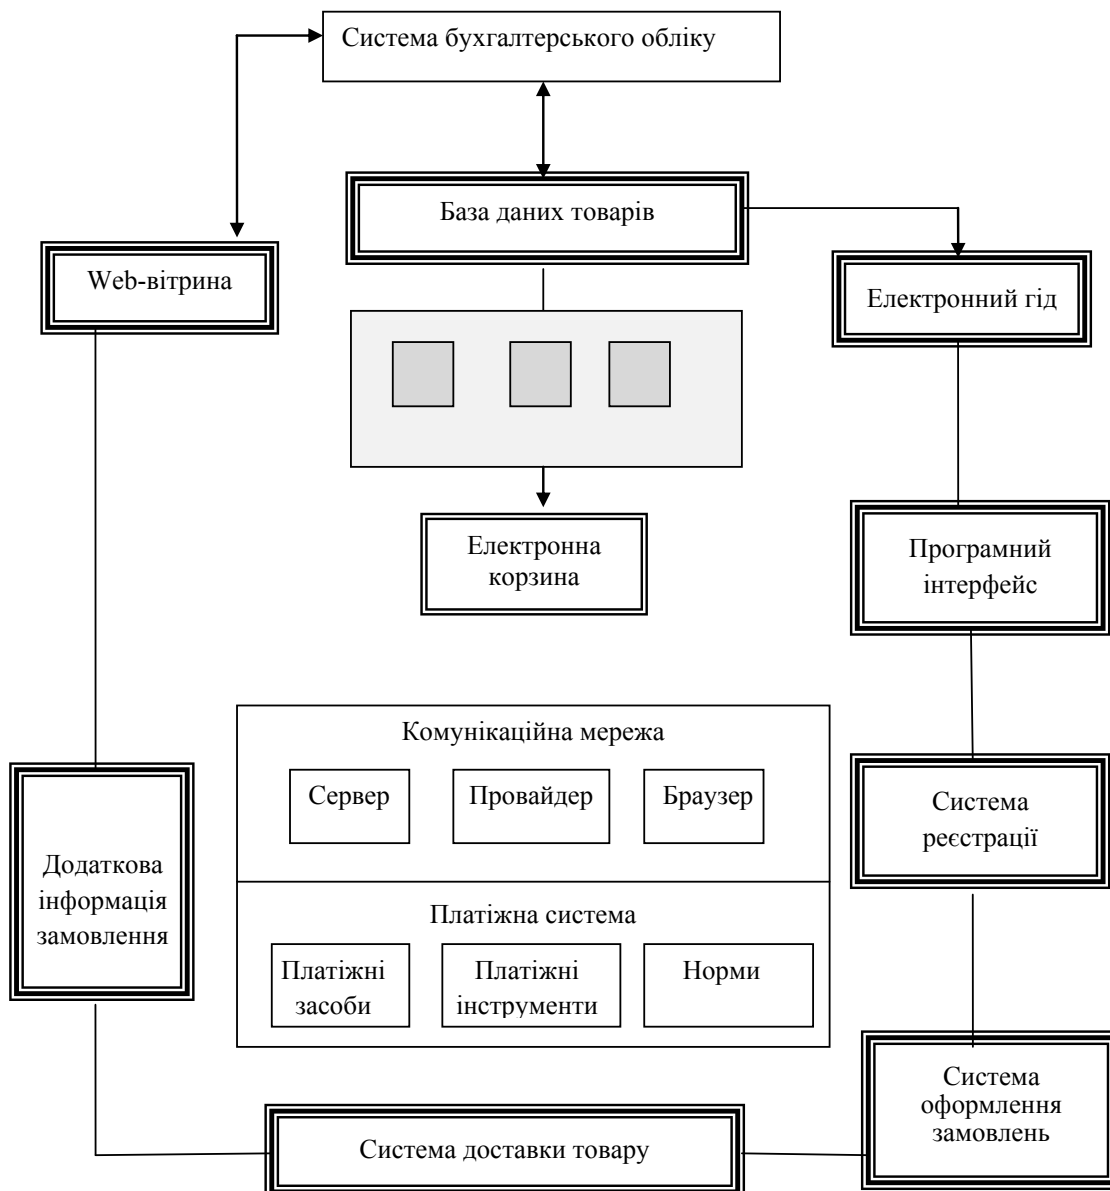 Система бухгалтерського обліку
База даних товарів
Web-вітрина
Електронний гід
Електронна
корзина
Програмний
інтерфейс
Комунікаційна мережа
Сервер
Провайдер
Браузер
Система
реєстрації
Додаткова
інформація
замовлення
Платіжна система
Платіжні
засоби
Платіжні
інструменти
Норми
Система
оформлення
замовлень
Система доставки товару